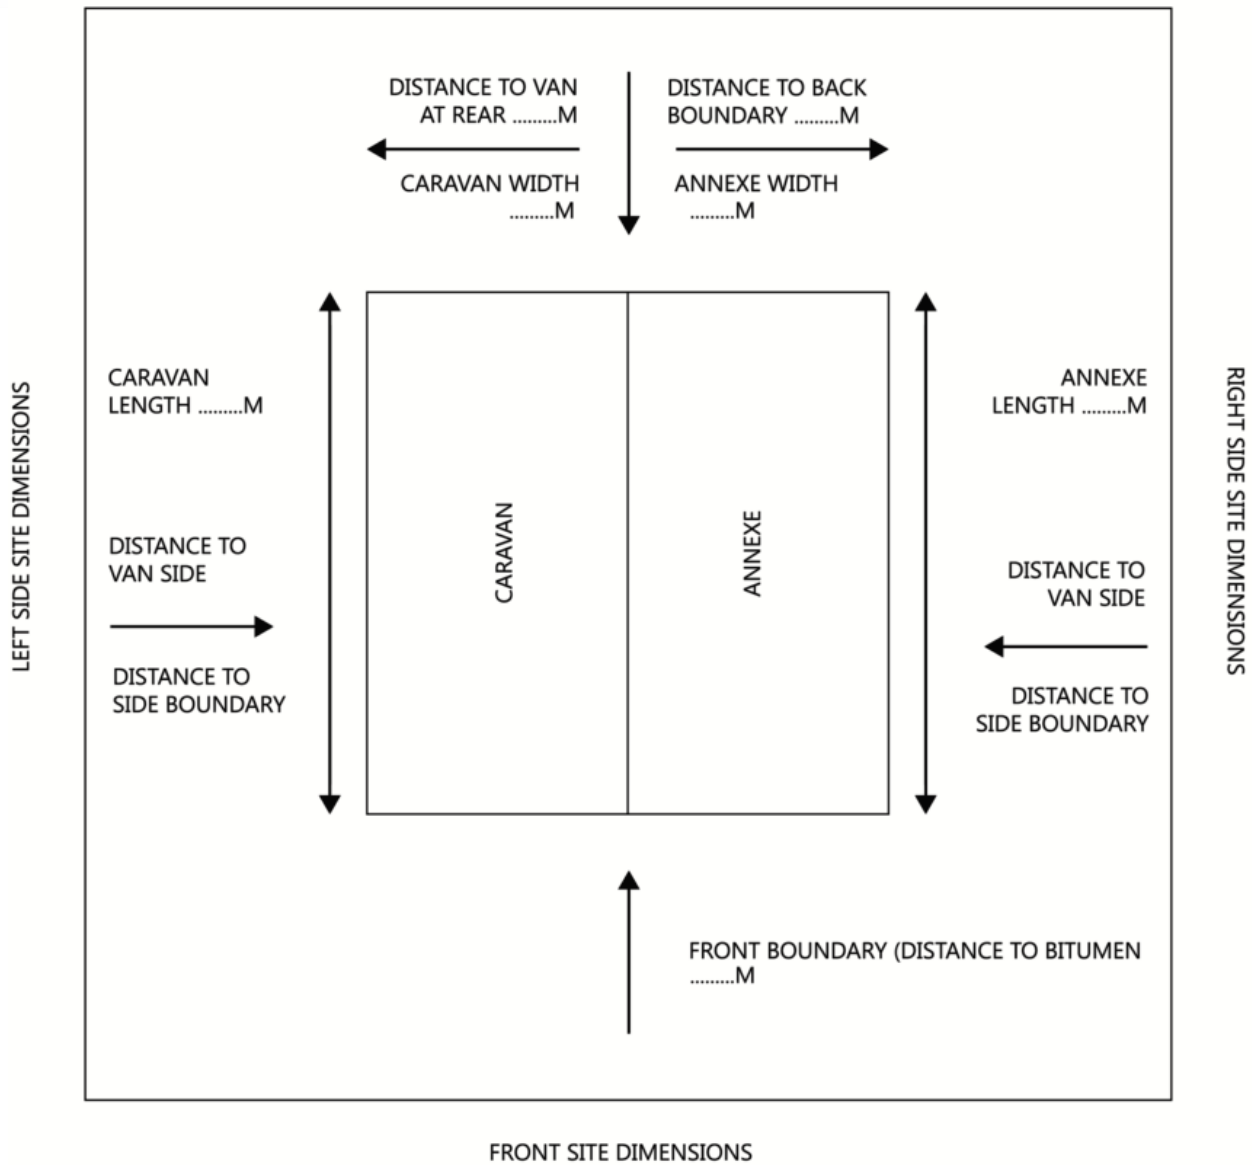 DISTANCE TO VAN
AT REAR .........M
DISTANCE TO BACK
BOUNDARY .........M
CARAVAN WIDTH
.........M
ANNEXE WIDTH
.........M
CARAVAN
LENGTH .........M
ANNEXE
LENGTH .........M
LEFT SIDE SITE DIMENSIONS
RIGHT SIDE SITE DIMENSIONS
CARAVAN
ANNEXE
DISTANCE TO
VAN SIDE
DISTANCE TO
SIDE BOUNDARY
DISTANCE TO
VAN SIDE
DISTANCE TO
SIDE BOUNDARY
FRONT BOUNDARY (DISTANCE TO BITUMEN
.........M
FRONT SITE DIMENSIONS